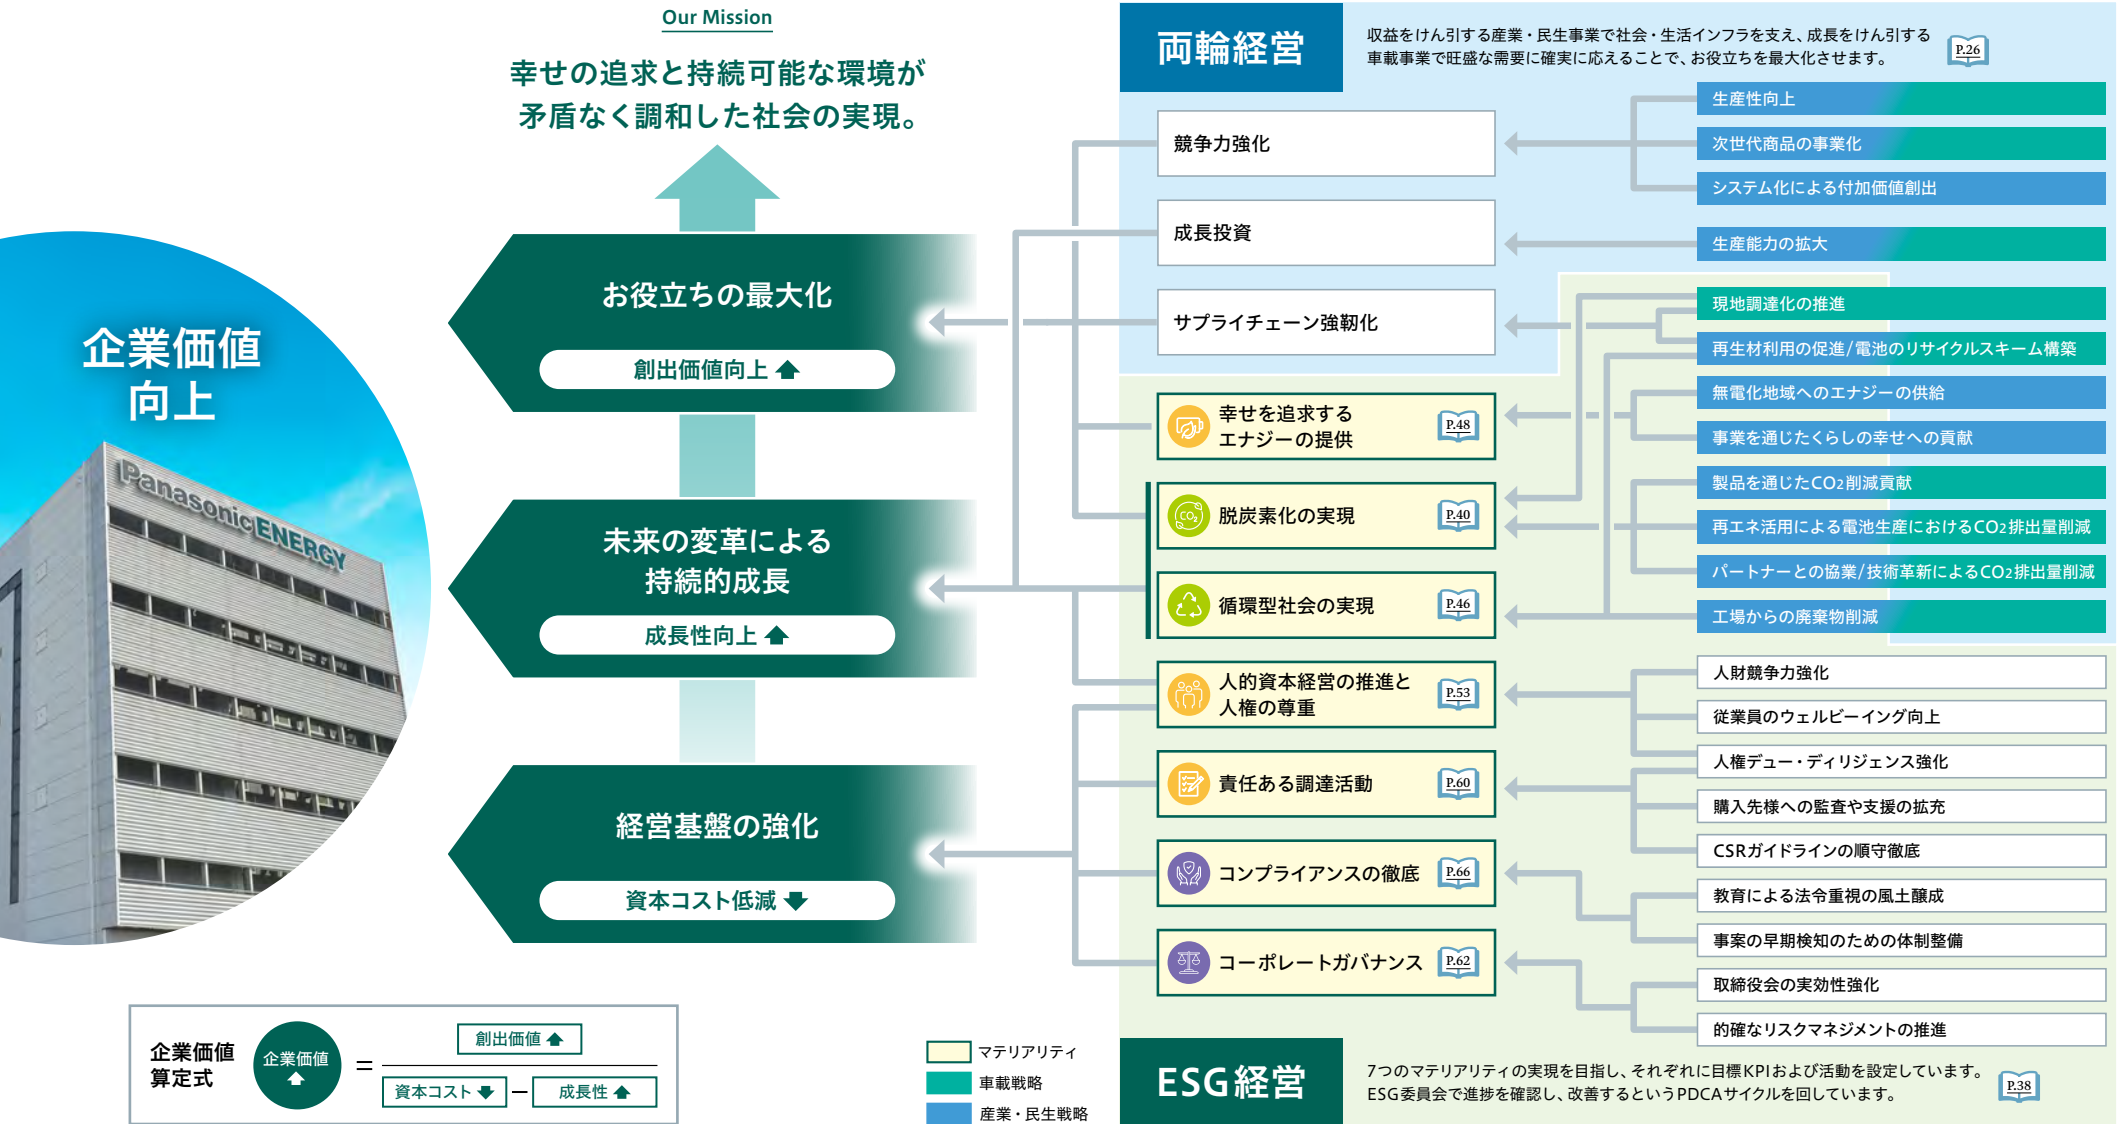 Our Mission
幸せの追求と持続可能な環境が
矛盾なく調和した社会の実現。
企業価値
向上
Panasonic ENERGY
お役立ちの最大化
創出価値向上
未来の変革による
持続的成長
成長性向上
経営基盤の強化
資本コスト低減
企業価値
算定式
企業価値
=
創出価値
資本コスト
－
成長性
マテリアリティ
車載戦略
産業・民生戦略
両輪経営
収益をけん引する産業・民生事業で社会・生活インフラを支え、成長をけん引する
車載事業で旺盛な需要に確実に応えることで、お役立ちを最大化させます。
P.26
競争力強化
成長投資
サプライチェーン強靭化
幸せを追求する
エナジーの提供
P.48
CO₂
脱炭素化の実現
P.40
循環型社会の実現
P.46
人的資本経営の推進と
人権の尊重
P.53
責任ある調達活動
P.60
コンプライアンスの徹底
P.66
コーポレートガバナンス
P.62
生産性向上
次世代商品の事業化
システム化による付加価値創出
生産能力の拡大
現地調達化の推進
再生材利用の促進/電池のリサイクルスキーム構築
無電化地域へのエナジーの供給
事業を通じたくらしの幸せへの貢献
製品を通じたCO₂削減貢献
再エネ活用による電池生産におけるCO₂排出量削減
パートナーとの協業/技術革新によるCO₂排出量削減
工場からの廃棄物削減
人財競争力強化
従業員のウェルビーイング向上
人権デュー・ディリジェンス強化
購入先様への監査や支援の拡充
CSRガイドラインの順守徹底
教育による法令重視の風土醸成
事案の早期検知のための体制整備
取締役会の実効性強化
的確なリスクマネジメントの推進
ESG経営
7つのマテリアリティの実現を目指し、それぞれに目標KPIおよび活動を設定しています。
ESG委員会で進捗を確認し、改善するというPDCAサイクルを回しています。
P.38